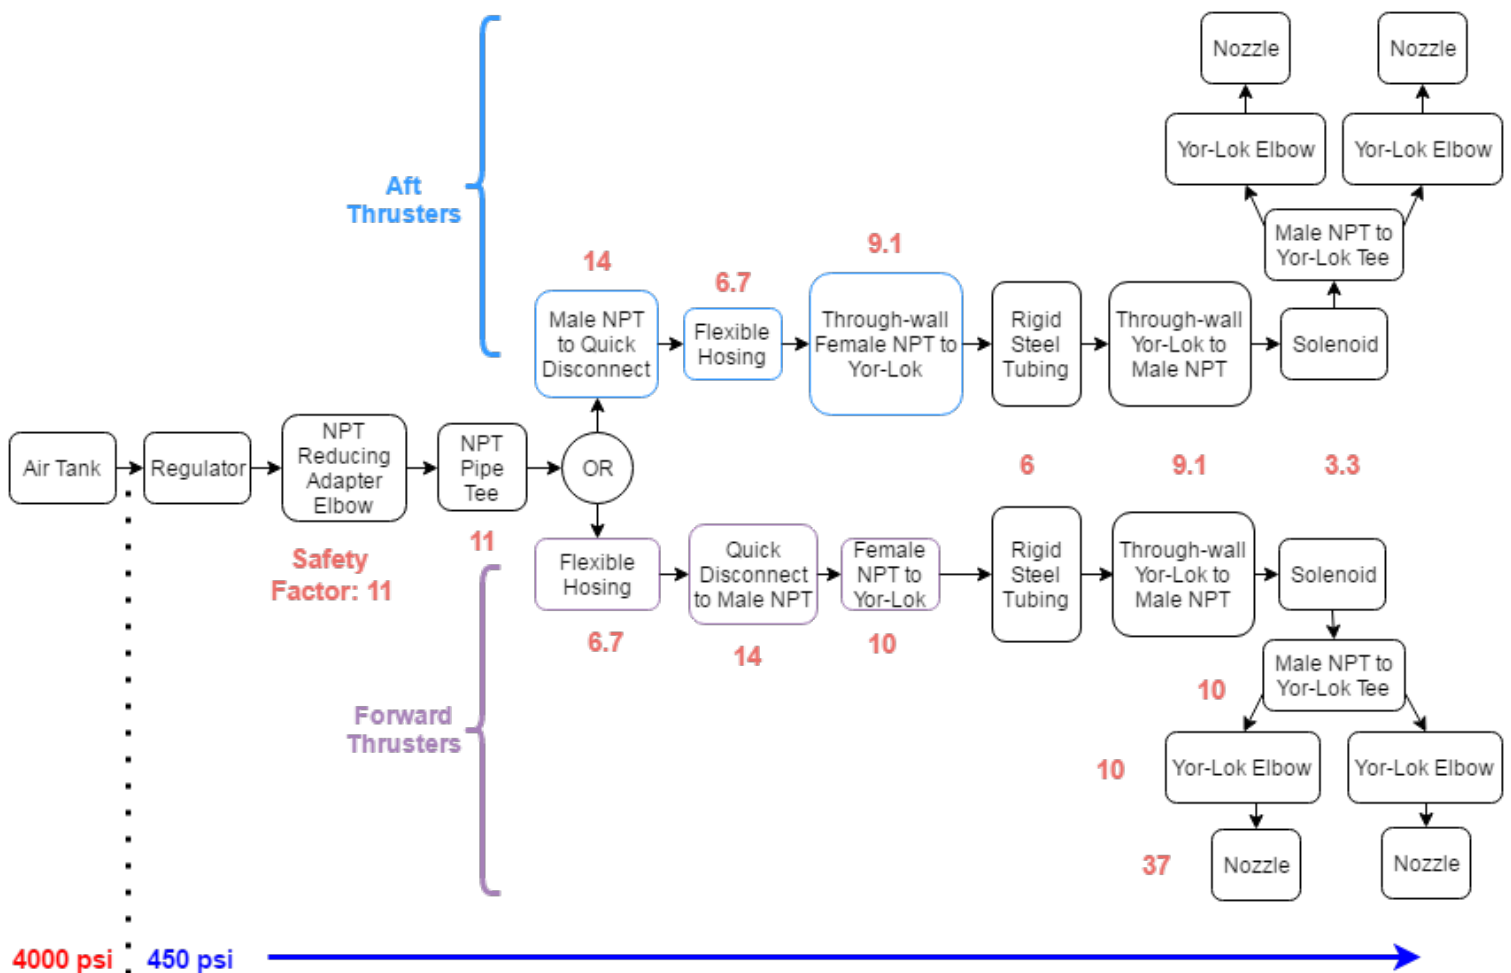 Nozzle
Nozzle
Yor-Lok Elbow
Yor-Lok Elbow
Aft
Thrusters
Male NPT to
Yor-Lok Tee
14
6.7
9.1
Male NPT
to Quick
Disconnect
Flexible
Hosing
Through-wall
Female NPT to
Yor-Lok
Rigid
Steel
Tubing
Through-wall
Yor-Lok to
Male NPT
Solenoid
Air Tank
Regulator
NPT
Reducing
Adapter
Elbow
NPT
Pipe
Tee
OR
6
9.1
3.3
Safety
Factor: 11
11
Flexible
Hosing
Quick
Disconnect
to Male NPT
Female
NPT to
Yor-Lok
Rigid
Steel
Tubing
Through-wall
Yor-Lok to
Male NPT
Solenoid
6.7
14
10
Forward
Thrusters
10
Male NPT to
Yor-Lok Tee
10
Yor-Lok Elbow
Yor-Lok Elbow
37
Nozzle
Nozzle
4000 psi
450 psi